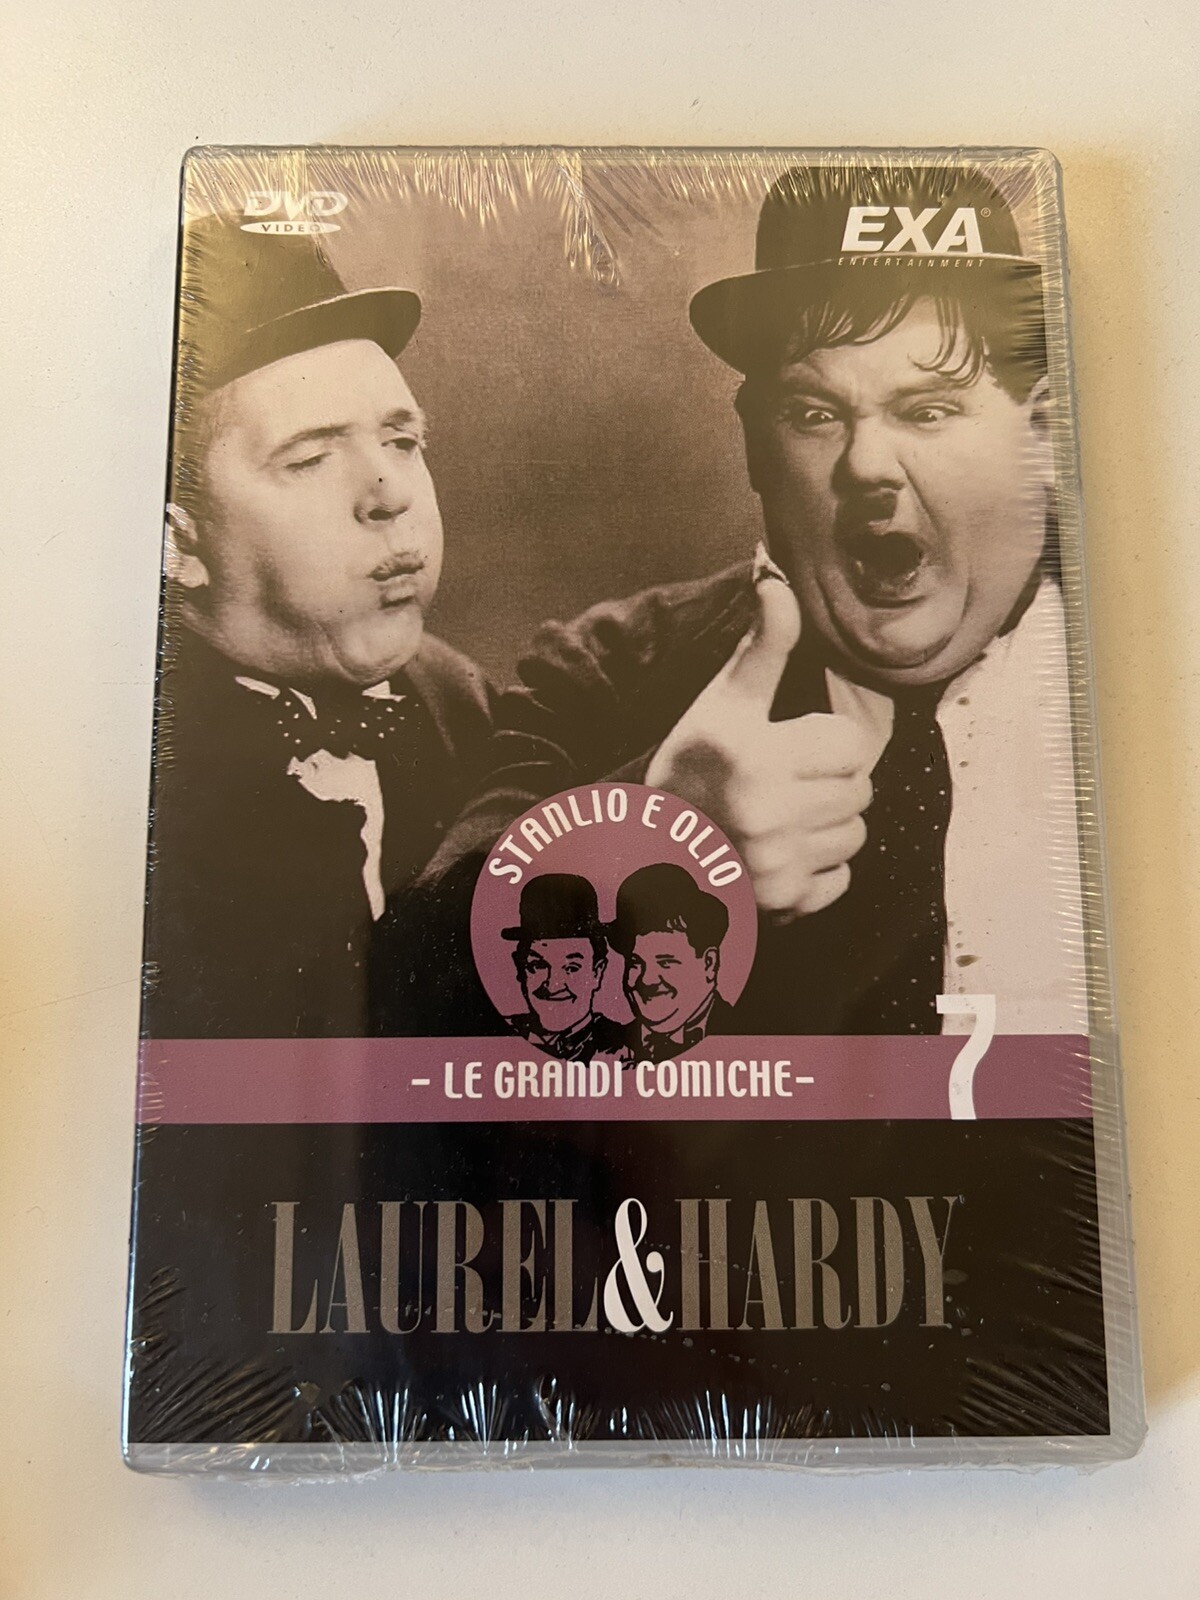 DVD
VIDEO
EXA®
ENTERTAINMENT
STANLIO E OLIO
- LE GRANDI COMICHE-
7
LAUREL & HARDY